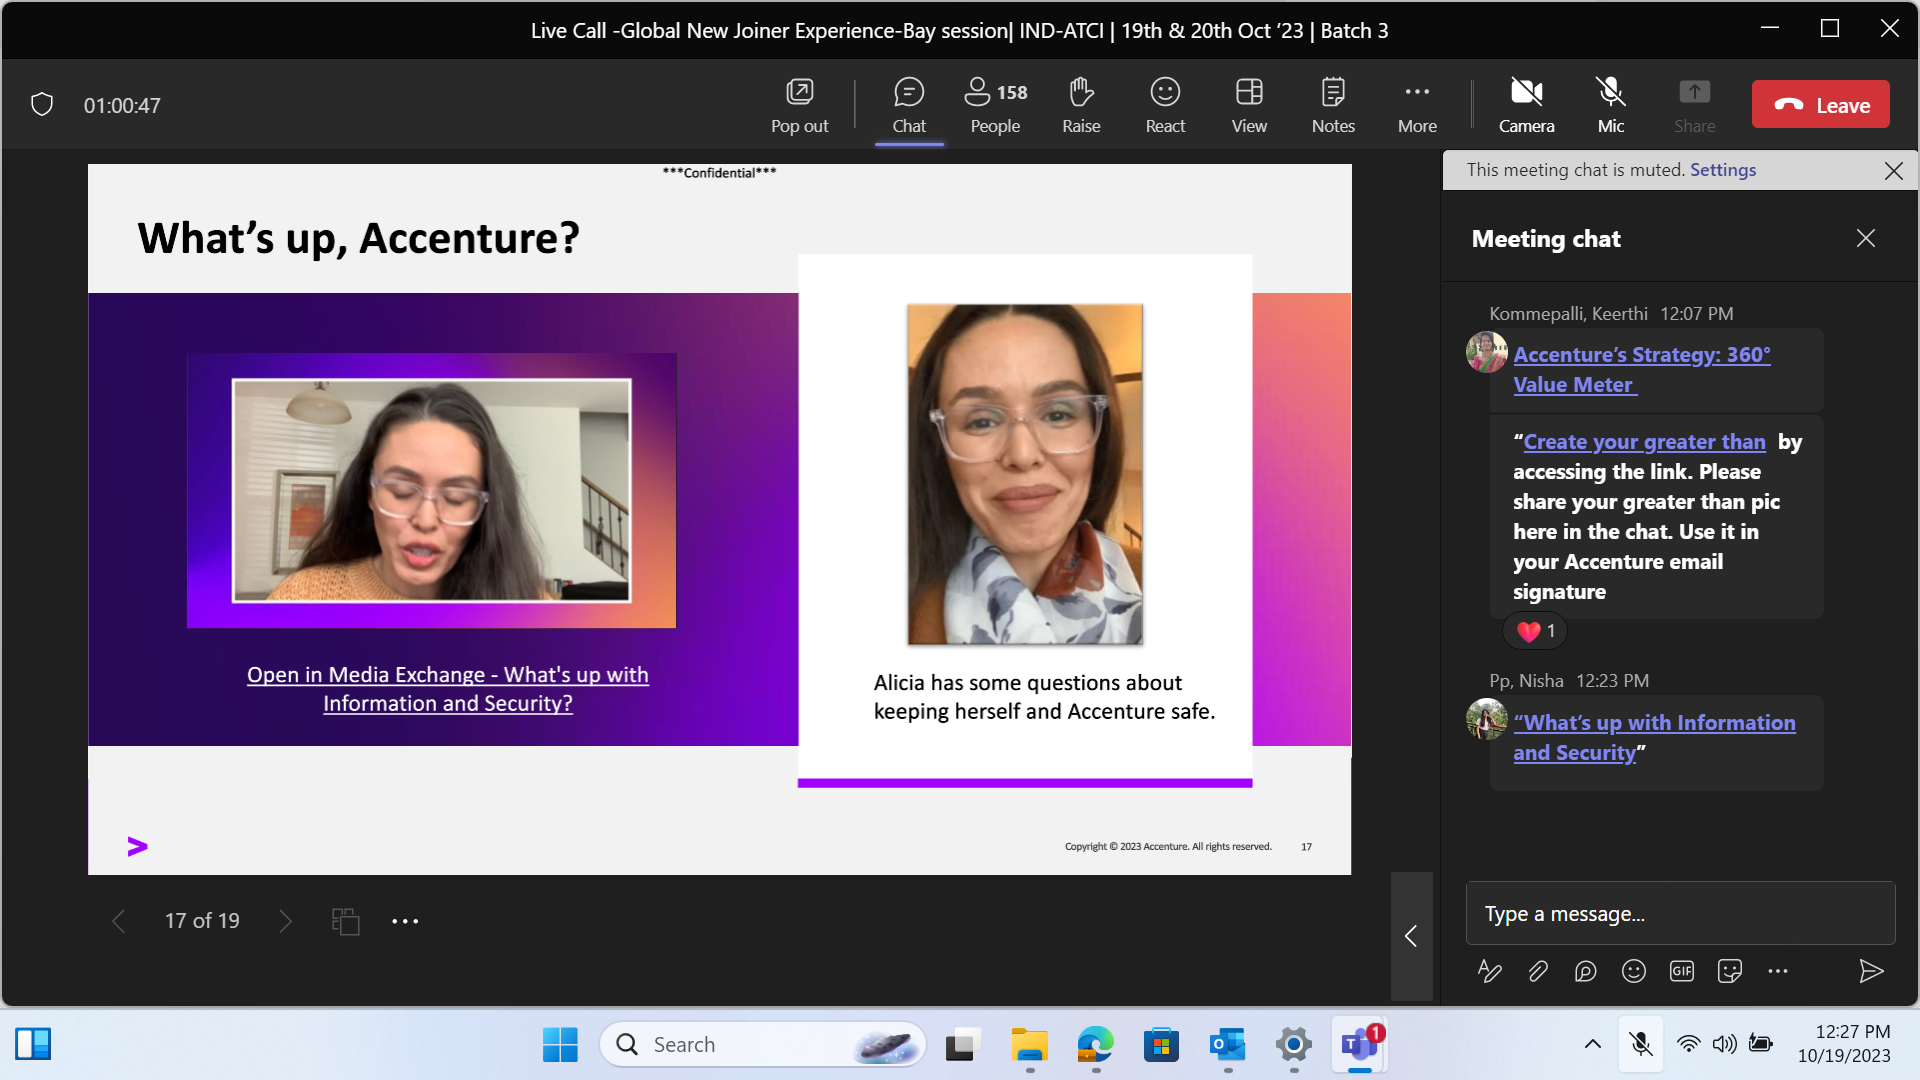 Live Call -Global New Joiner Experience-Bay session| IND-ATCI | 19th & 20th Oct '23 | Batch 3
01:00:47
Pop out
Chat
158
People
Raise
React
View
Notes
More
Camera
Mic
Share
Leave
***Confidential***
What's up, Accenture?
Open in Media Exchange - What's up with
Information and Security?
Alicia has some questions about
keeping herself and Accenture safe.
>
Copyright © 2023 Accenture. All rights reserved.
17
17 of 19
This meeting chat is muted. Settings
Meeting chat
Kommepalli, Keerthi 12:07 PM
Accenture's Strategy: 360°
Value Meter
“Create your greater than by
accessing the link. Please
share your greater than pic
here in the chat. Use it in
your Accenture email
signature
1
Pp, Nisha 12:23 PM
“What's up with Information
and Security”
Type a message...
GIF
Search
1
12:27 PM
10/19/2023